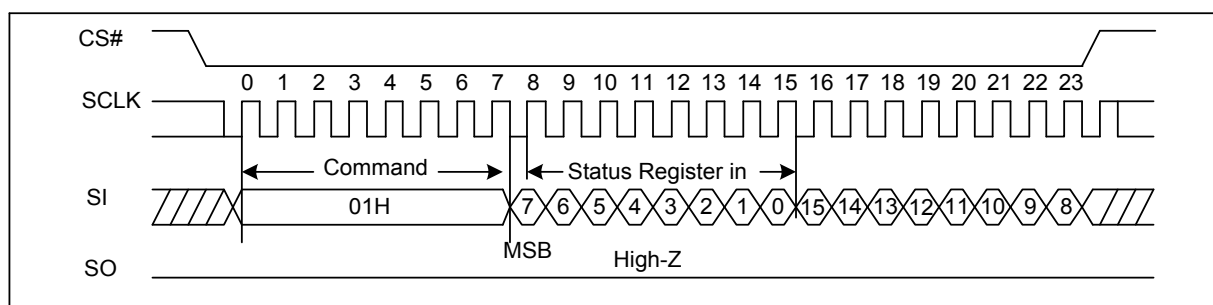 CS#
0 1 2 3 4 5 6 7 8 9 10 11 12 13 14 15 16 17 18 19 20 21 22 23
SCLK
Command Status Register in
SI 01H 7 6 5 4 3 2 1 0 15 14 13 12 11 10 9 8
MSB
SO High-Z